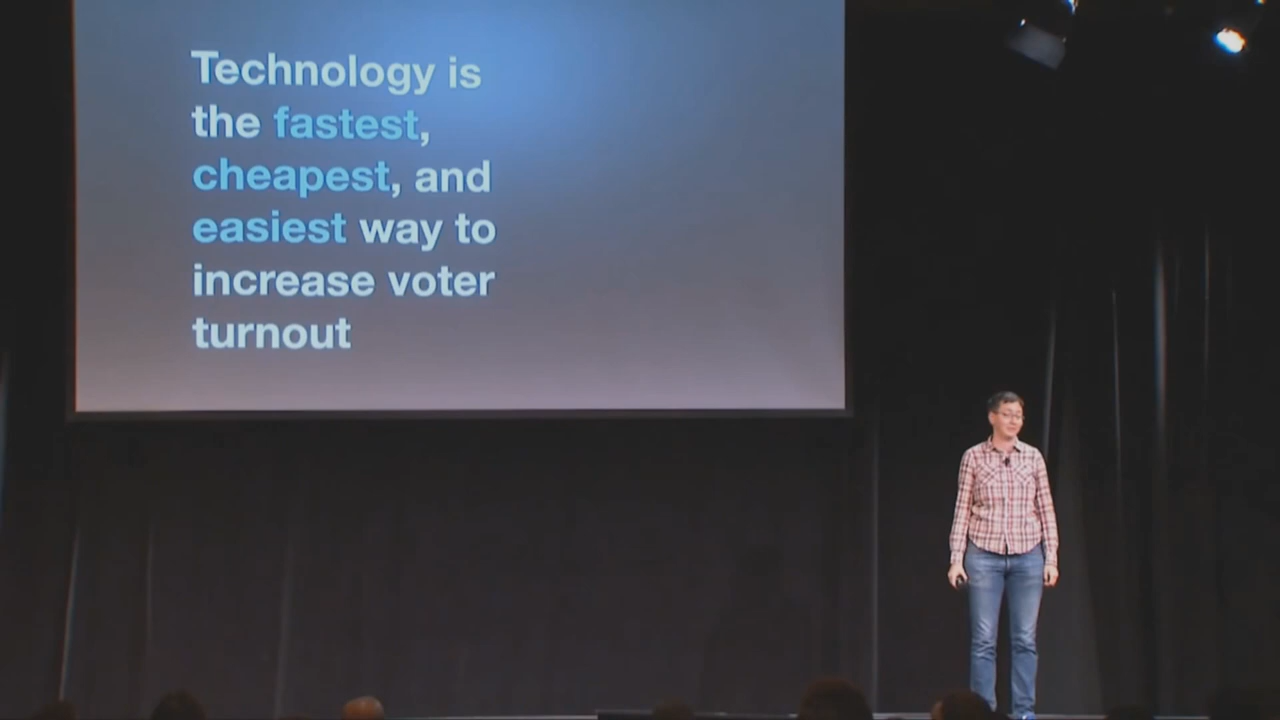 Technology is
the fastest,
cheapest, and
easiest way to
increase voter
turnout